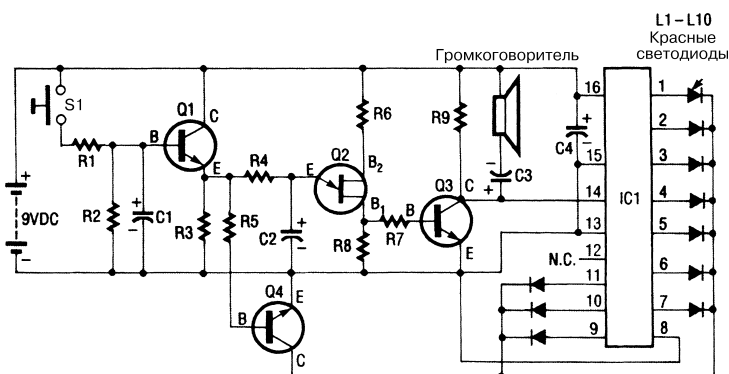 L1–L10
Красные
светодиоды
Громкоговоритель
S1
Q1
C
B
E
R1
R2
C1
R3
R4
R5
C2
E
Q2
B2
B1
R6
R7
R8
R9
B
Q3
C
E
C3
C4
16
15
14
13
12
11
10
9
N.C.
IC1
1
2
3
4
5
6
7
8
9VDC
Q4
E
B
C
+
−
+
−
+
−
−
+
+
−